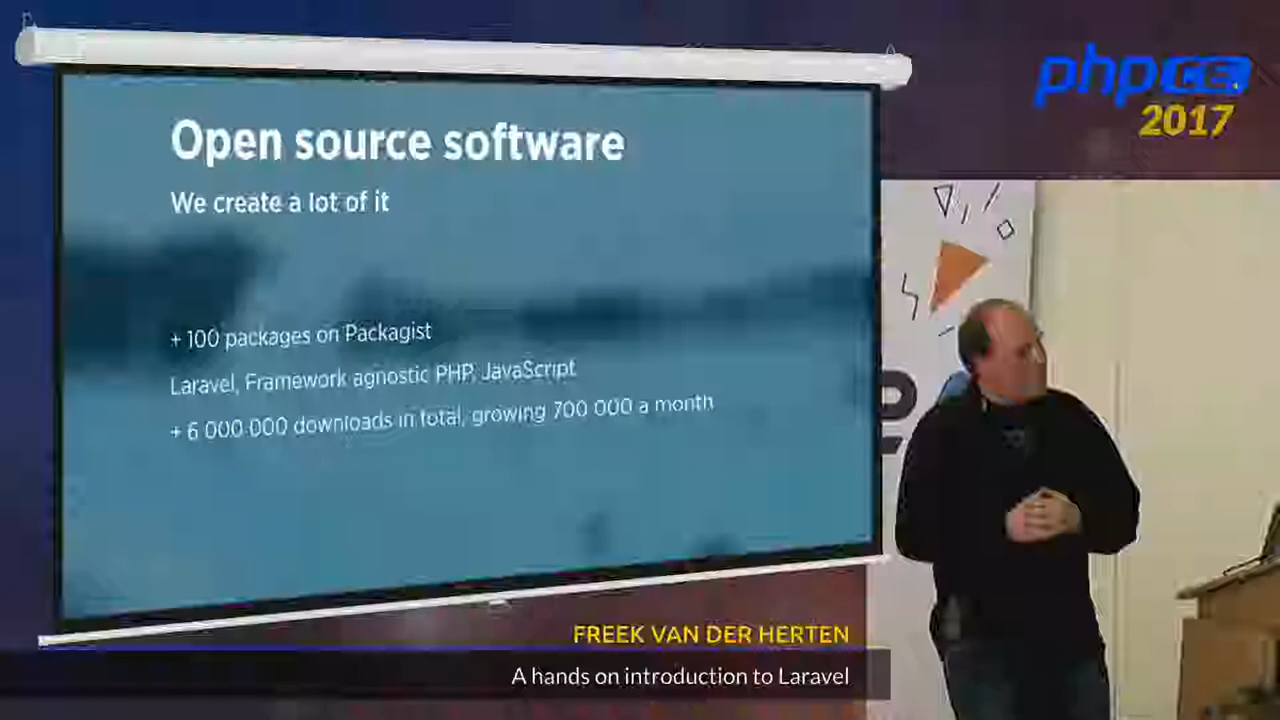 Open source software
We create a lot of it
+ 100 packages on Packagist
Laravel, Framework agnostic PHP, JavaScript
+ 6 000 000 downloads in total, growing 700 000 a month
phpCE
2017
FREEK VAN DER HERTEN
A hands on introduction to Laravel